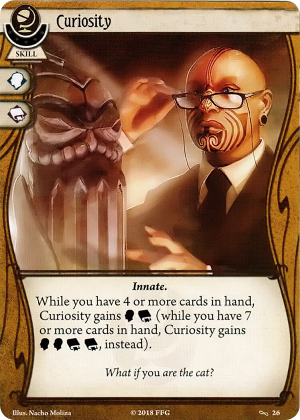 Curiosity
SKILL
Innate.
While you have 4 or more cards in hand,
Curiosity gains (while you have 7
or more cards in hand, Curiosity gains
, instead).
What if you are the cat?
Illus. Nacho Molina © 2018 FFG 26